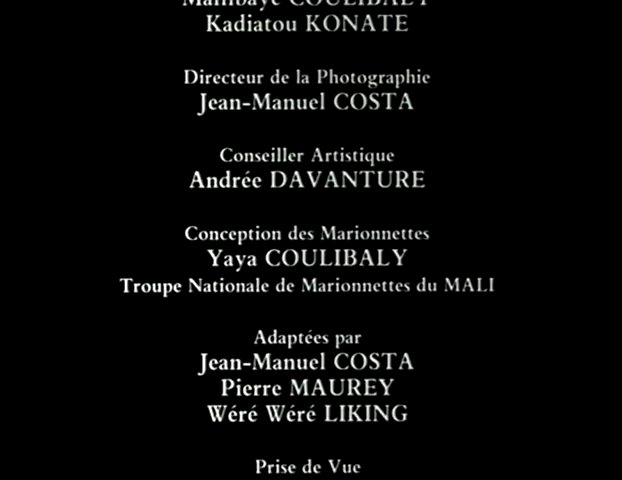 COULIBALY
Kadiatou KONATE
Directeur de la Photographie
Jean-Manuel COSTA
Conseiller Artistique
Andrée DAVANTURE
Conception des Marionnettes
Yaya COULIBALY
Troupe Nationale de Marionnettes du MALI
Adaptées par
Jean-Manuel COSTA
Pierre MAUREY
Wéré Wéré LIKING
Prise de Vue